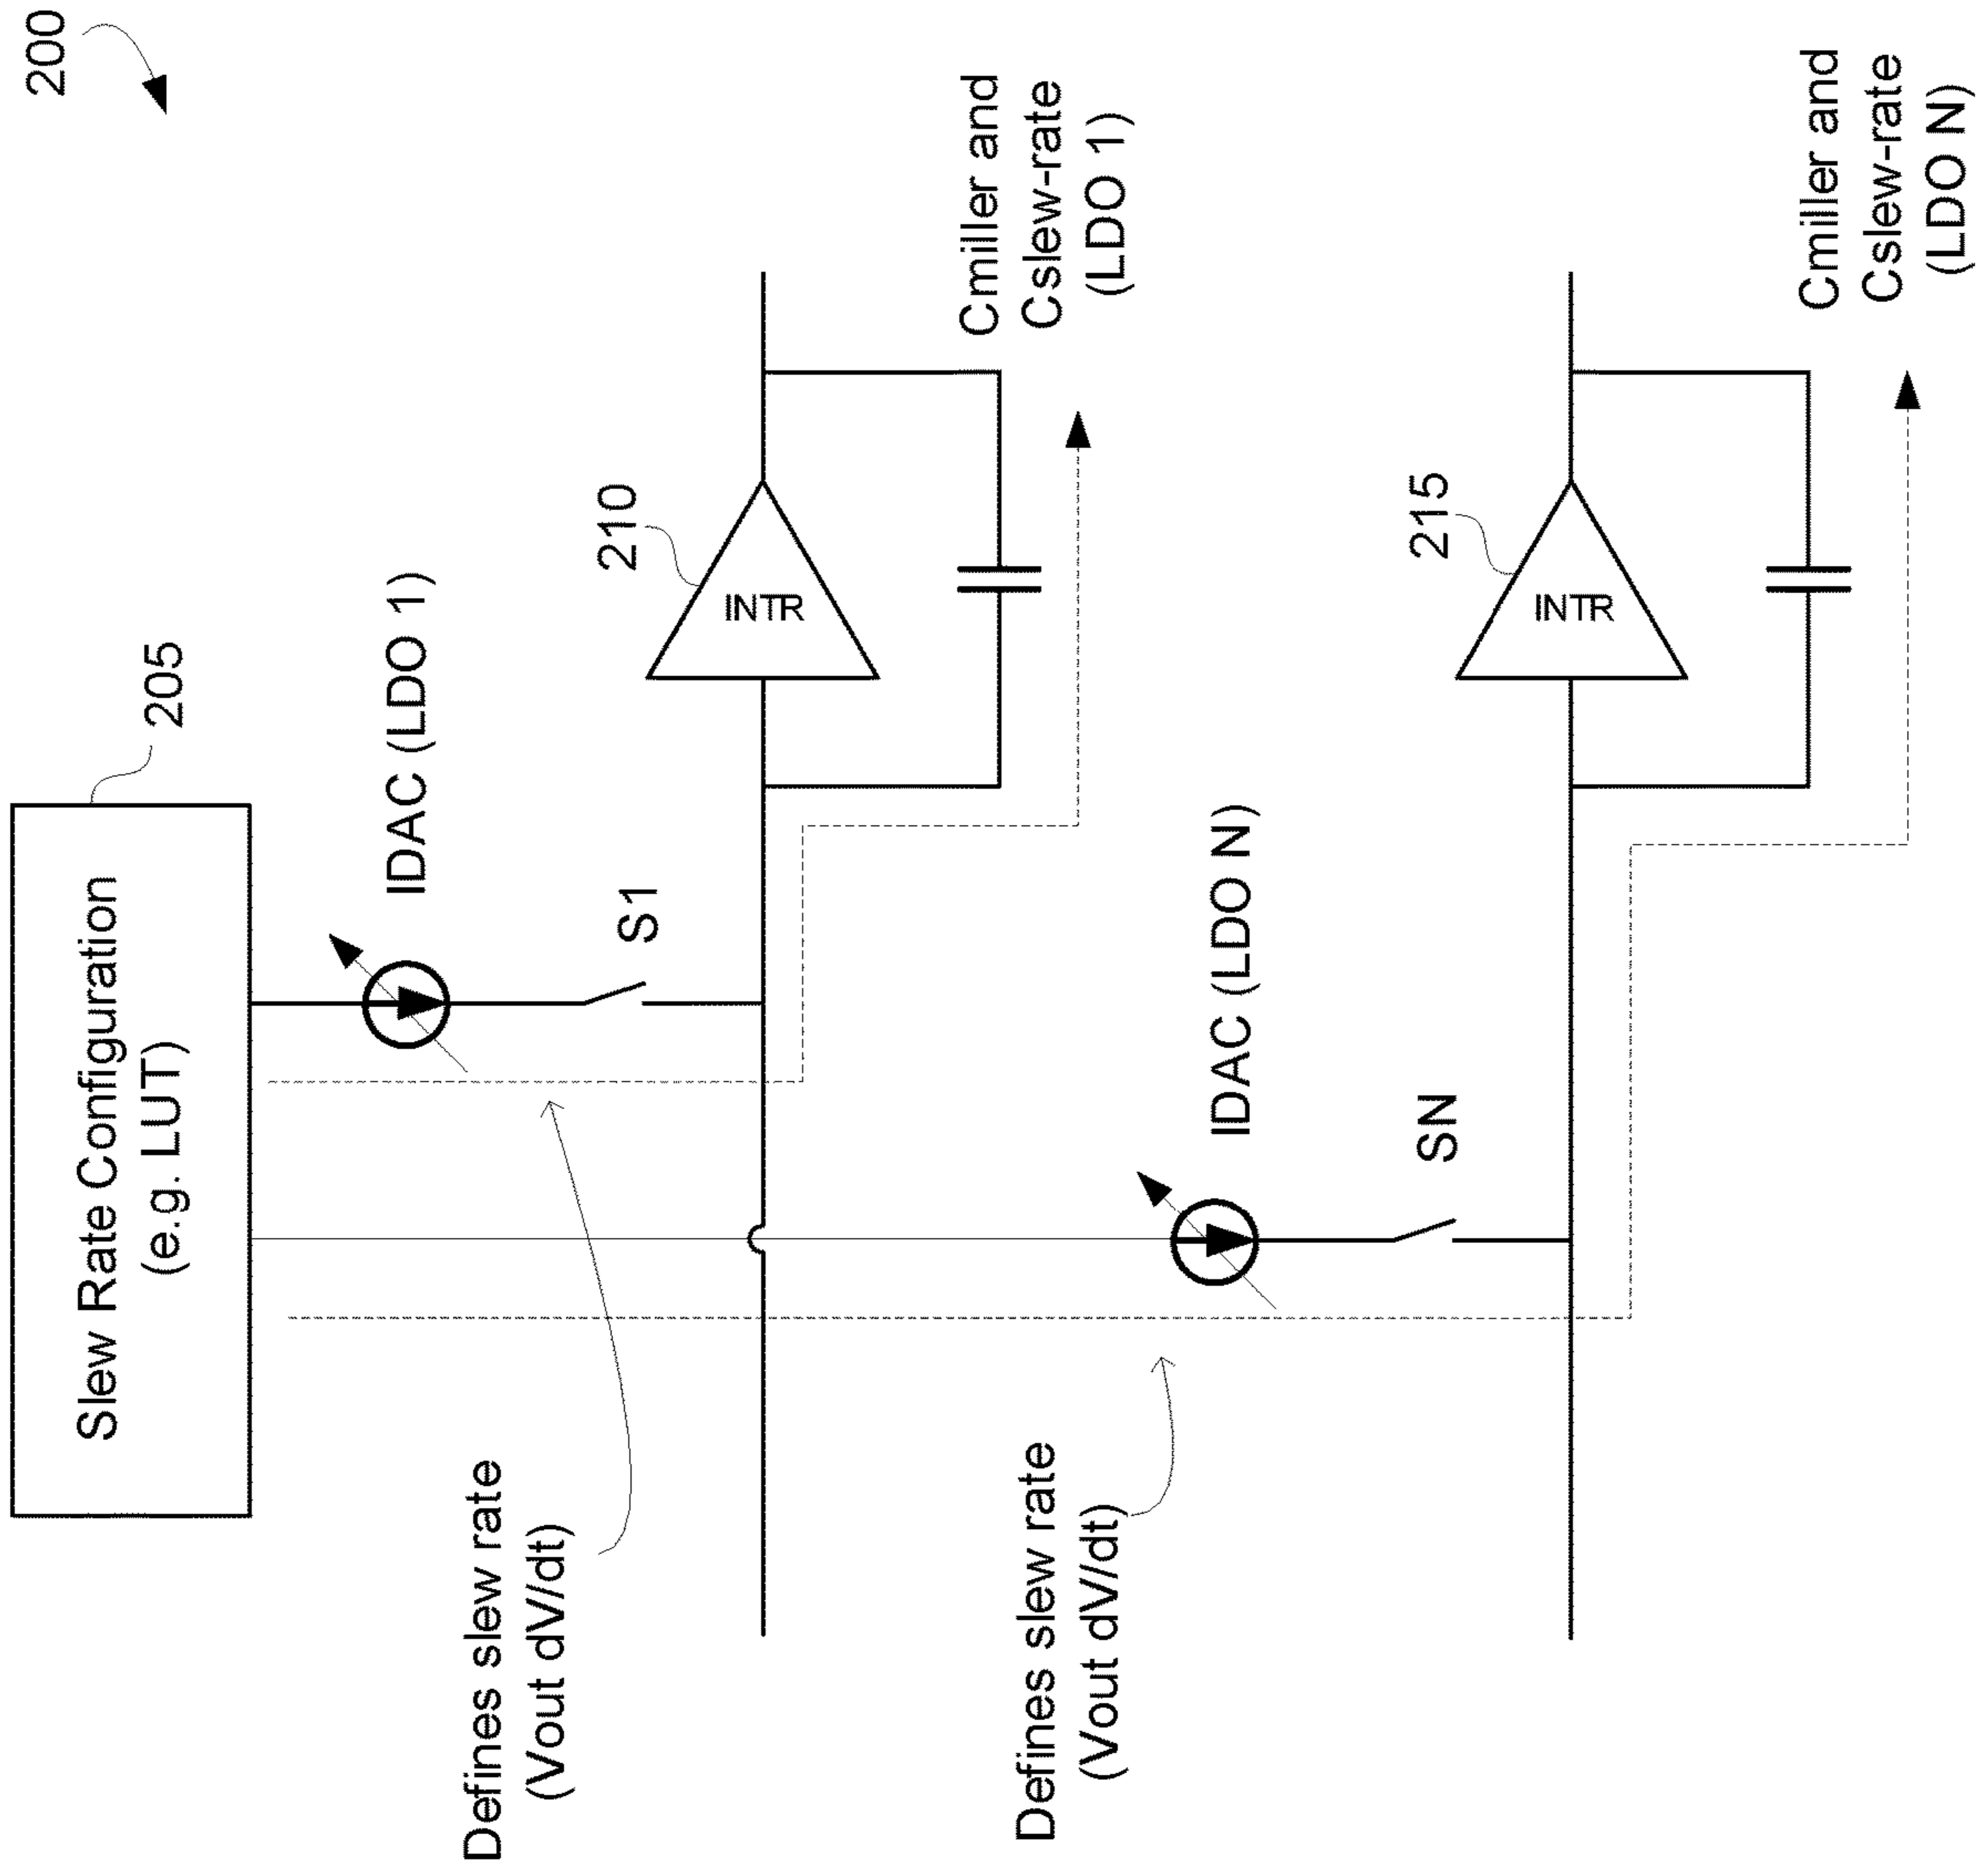 200
205
Slew Rate Configuration
(e.g. LUT)
IDAC (LDO 1)
S1
210
INTR
Cmiller and
Cslew-rate
(LDO 1)
Defines slew rate
(Vout dV/dt)
IDAC (LDO N)
SN
215
INTR
Cmiller and
Cslew-rate
(LDO N)
Defines slew rate
(Vout dV/dt)